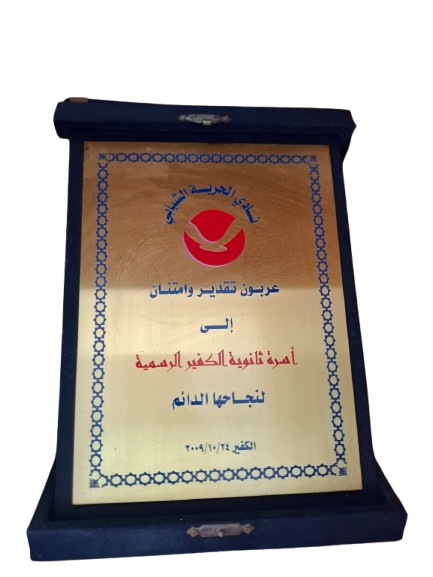 نادي الحرية الشبابي
عربون تقدير وامتنان
إلى
أسرة ثانوية الكفير الرسمية
لنجاحها الدائم
الكفير ٢٠٠٩/١٠/٢٤